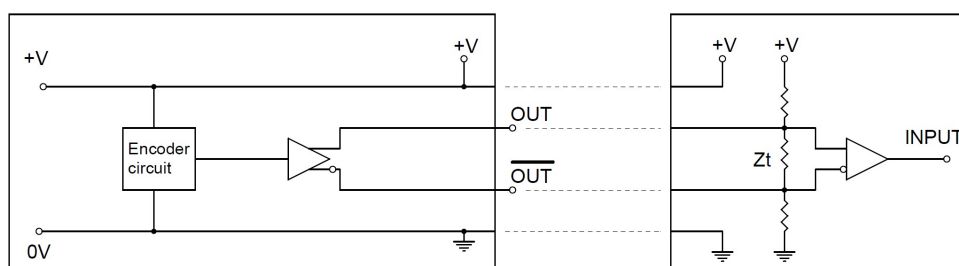 +V
+V
+V
+V
OUT
Encoder
circuit
INPUT
Zt
OUT
0V